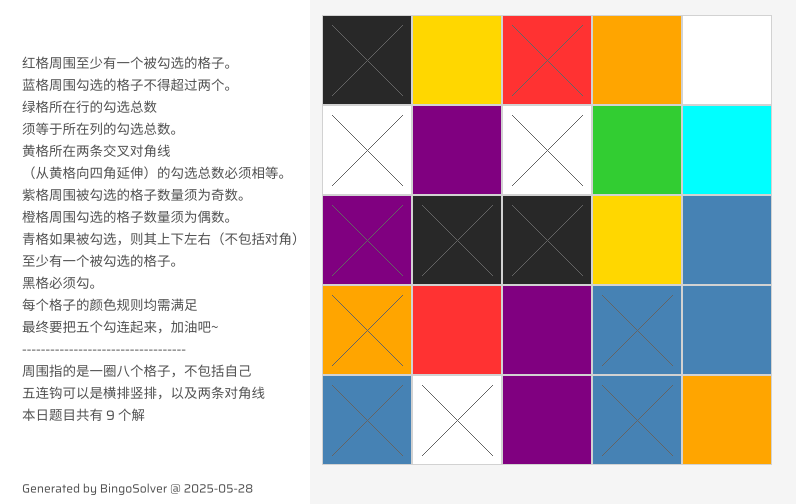 红格周围至少有一个被勾选的格子。
蓝格周围勾选的格子不得超过两个。
绿格所在行的勾选总数
须等于所在列的勾选总数。
黄格所在两条交叉对角线
（从黄格向四角延伸）的勾选总数必须相等。
紫格周围被勾选的格子数量须为奇数。
橙格周围勾选的格子数量须为偶数。
青格如果被勾选，则其上下左右（不包括对角）
至少有一个被勾选的格子。
黑格必须勾。
每个格子的颜色规则均需满足
最终要把五个勾连起来，加油吧~
----------------------------------
周围指的是一圈八个格子，不包括自己
五连钩可以是横排竖排，以及两条对角线
本日题目共有 9 个解
Generated by BingoSolver @ 2025-05-28